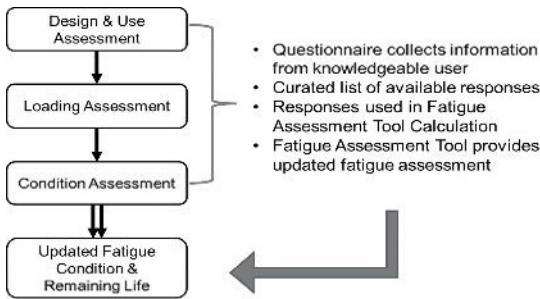 Design & Use
Assessment
Loading Assessment
Condition Assessment
Updated Fatigue
Condition &
Remaining Life
• Questionnaire collects information
from knowledgeable user
• Curated list of available responses
• Responses used in Fatigue
Assessment Tool Calculation
• Fatigue Assessment Tool provides
updated fatigue assessment